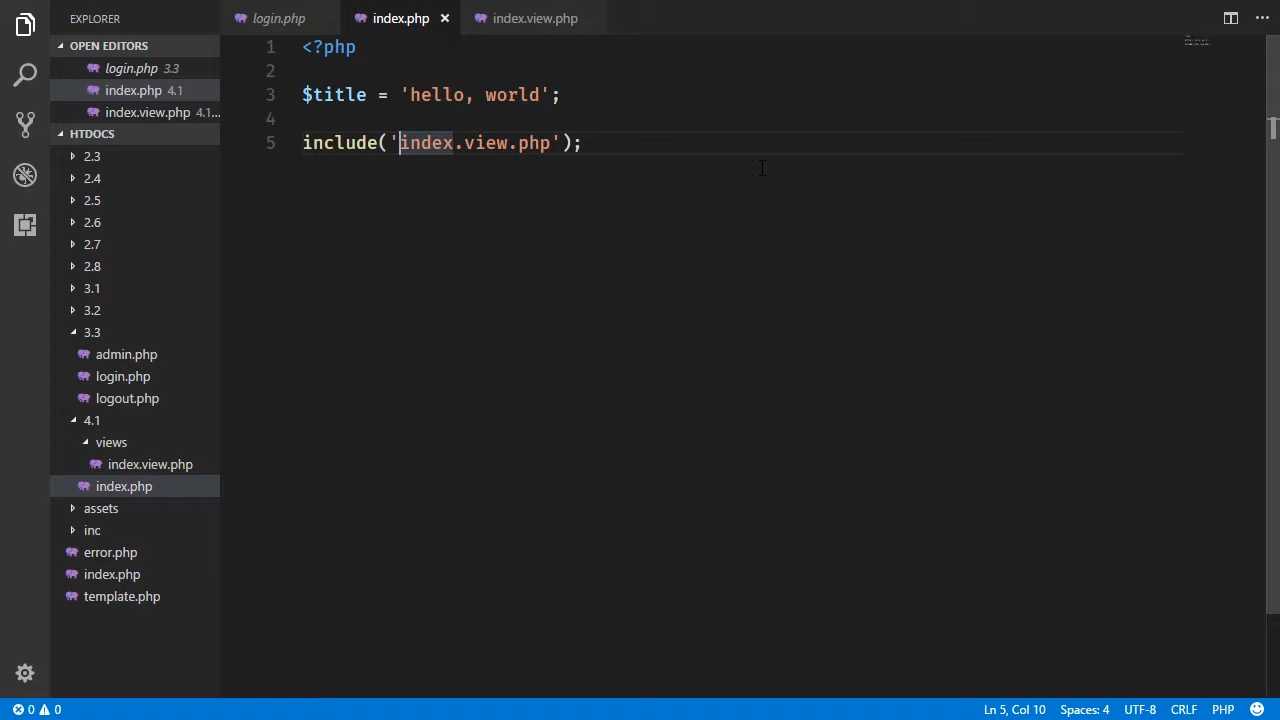 EXPLORER
OPEN EDITORS
login.php 3.3
index.php 4.1
index.view.php 4.1...
HTDOCS
2.3
2.4
2.5
2.6
2.7
2.8
3.1
3.2
3.3
admin.php
login.php
logout.php
4.1
views
index.view.php
index.php
assets
inc
error.php
index.php
template.php
login.php
index.php
index.view.php
1 <?php
2
3 $title = 'hello, world';
4
5 include('index.view.php');
0 0
Ln 5, Col 10
Spaces: 4
UTF-8
CRLF
PHP